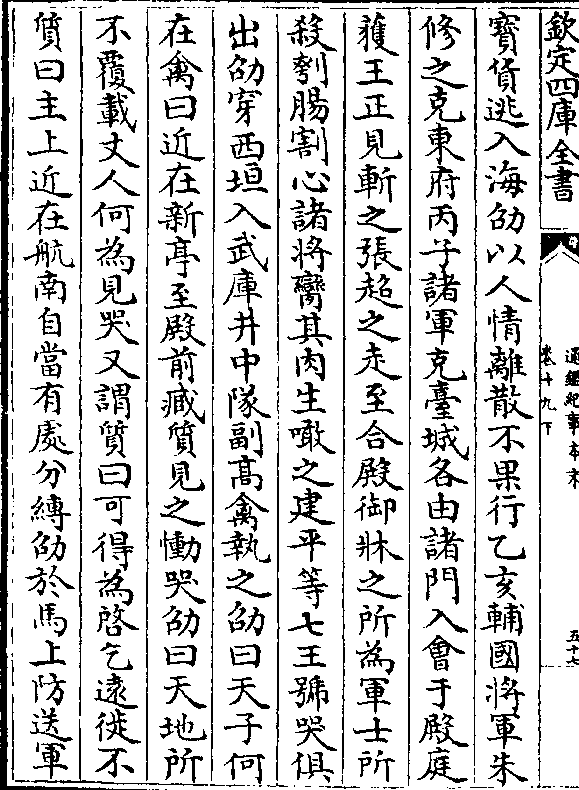 欽定四庫全書
通鑑紀事本末
卷十九下
五十七
寶貨逃入海劭以人情離散不果行乙亥輔國將軍朱
修之克東府丙子諸軍克臺城各由諸門入會于殿庭
獲王正見斬之張超之走至合殿御牀之所為軍士所
殺刳腸割心諸將臠其肉生噉之建平等七王號哭俱
出劭穿西垣入武庫井中隊副高禽執之劭曰天子何
在禽曰近在新亭至殿前臧質見之慟哭劭曰天地所
不覆載丈人何為見哭又謂質曰可得為啓乞遠徙不
質曰主上近在航南自當有處分縛劭於馬上防送軍